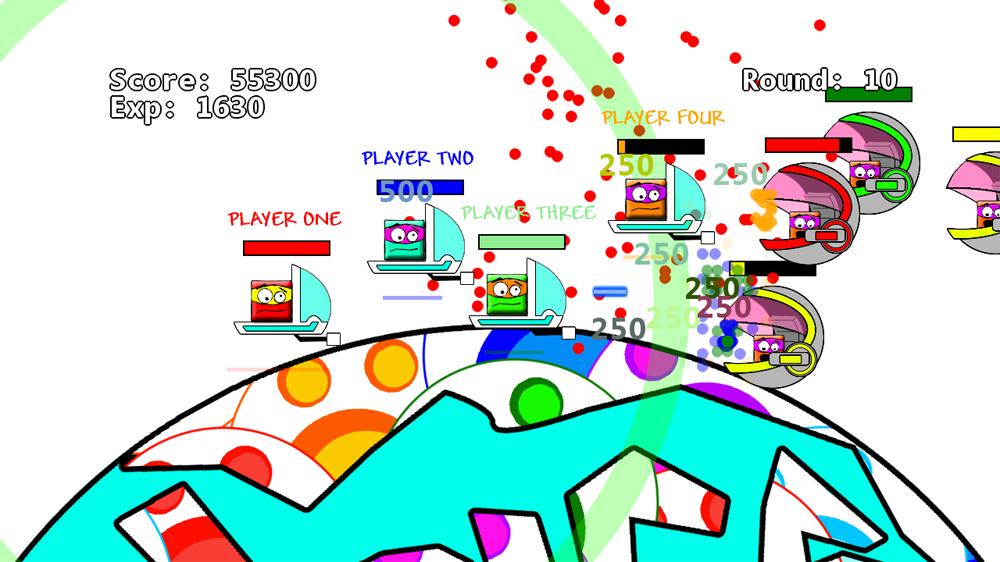 Score: 55300
Exp: 1630
Round: 10
PLAYER FOUR
PLAYER TWO
250
250
500
PLAYER ONE
PLAYER THREE
250
250
250
250
250